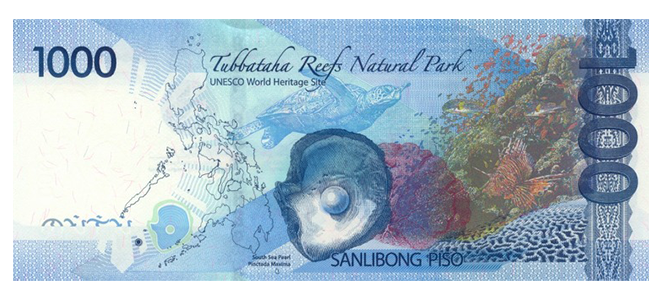 1000
Tubbataha Reefs Natural Park
UNESCO World Heritage Site
1000
South Sea Pearl
Pinctada Maxima
SANLIBONG PISO